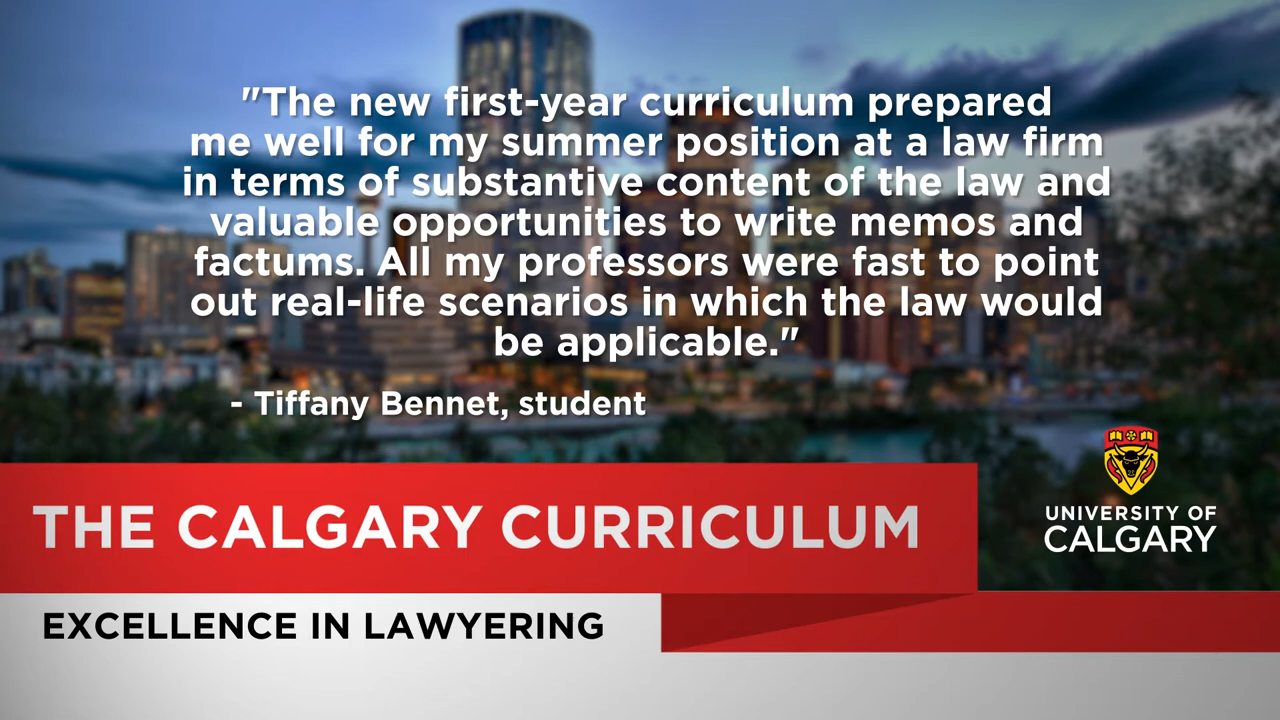 "The new first-year curriculum prepared
me well for my summer position at a law firm
in terms of substantive content of the law and
valuable opportunities to write memos and
factums. All my professors were fast to point
out real-life scenarios in which the law would
be applicable."
- Tiffany Bennet, student
THE CALGARY CURRICULUM
UNIVERSITY OF
CALGARY
EXCELLENCE IN LAWYERING